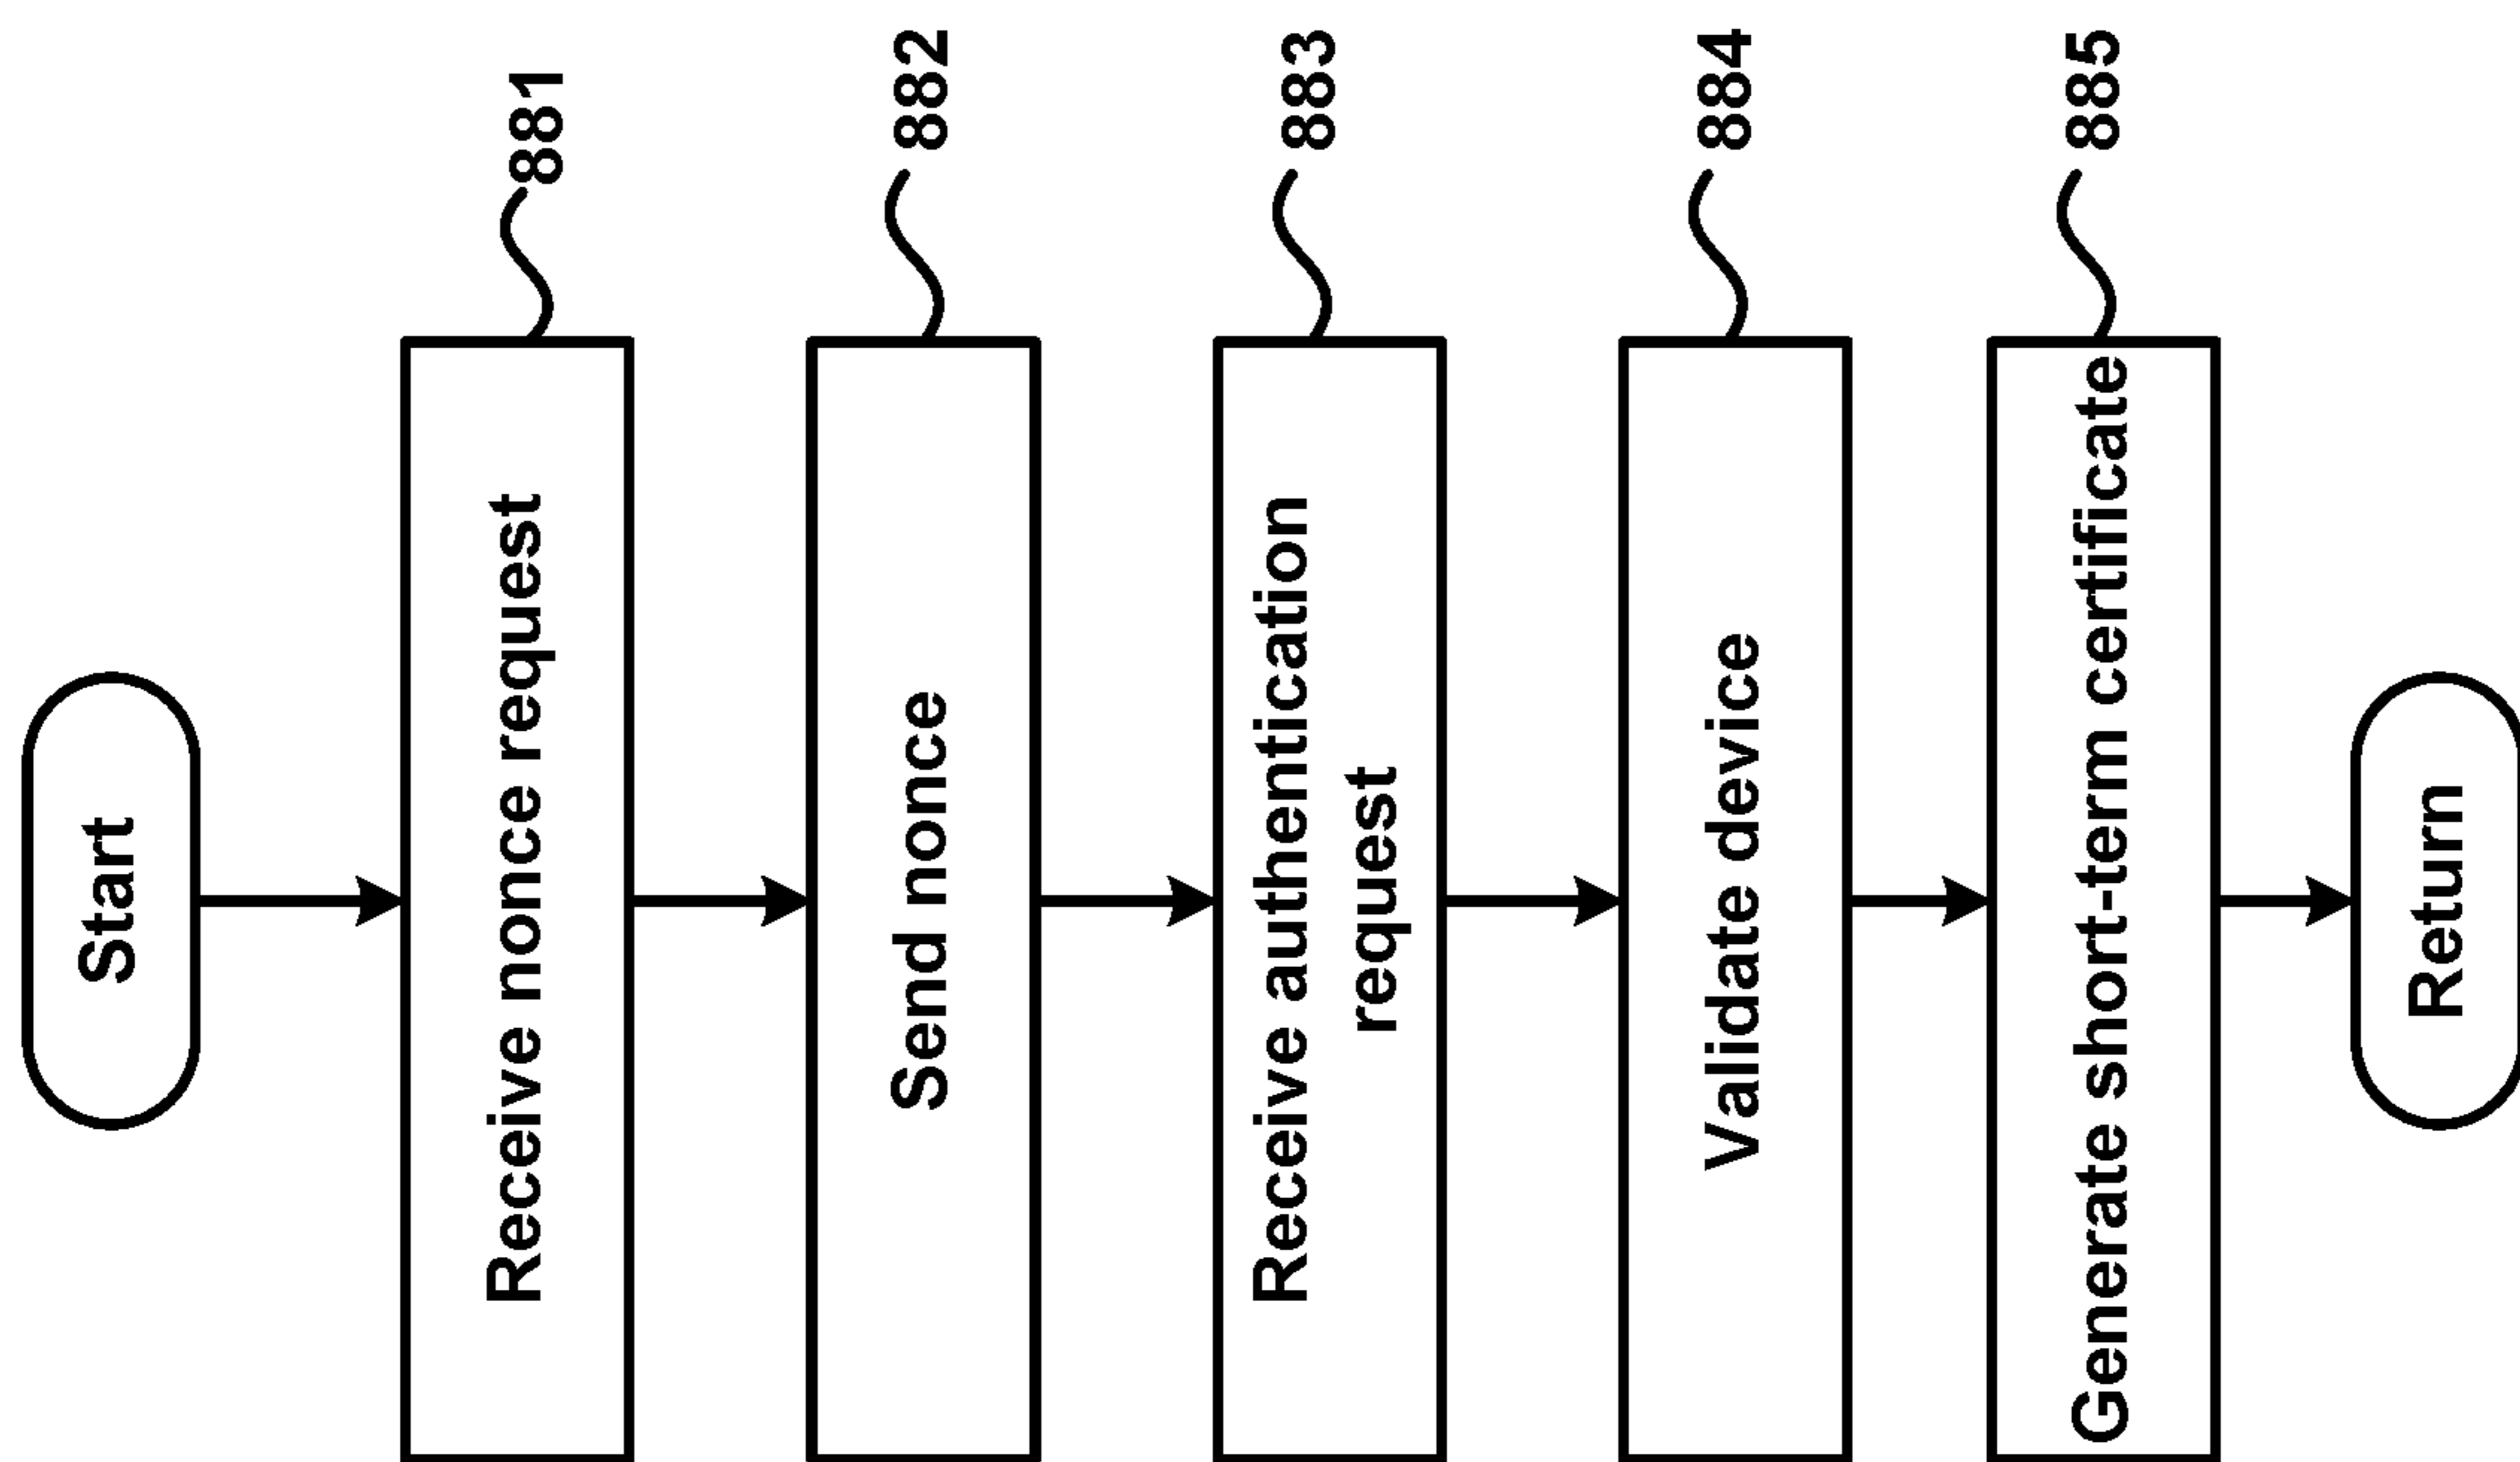 Start
Receive nonce request
881
Send nonce
882
Receive authentication
request
883
Validate device
884
Generate short-term certificate
885
Return